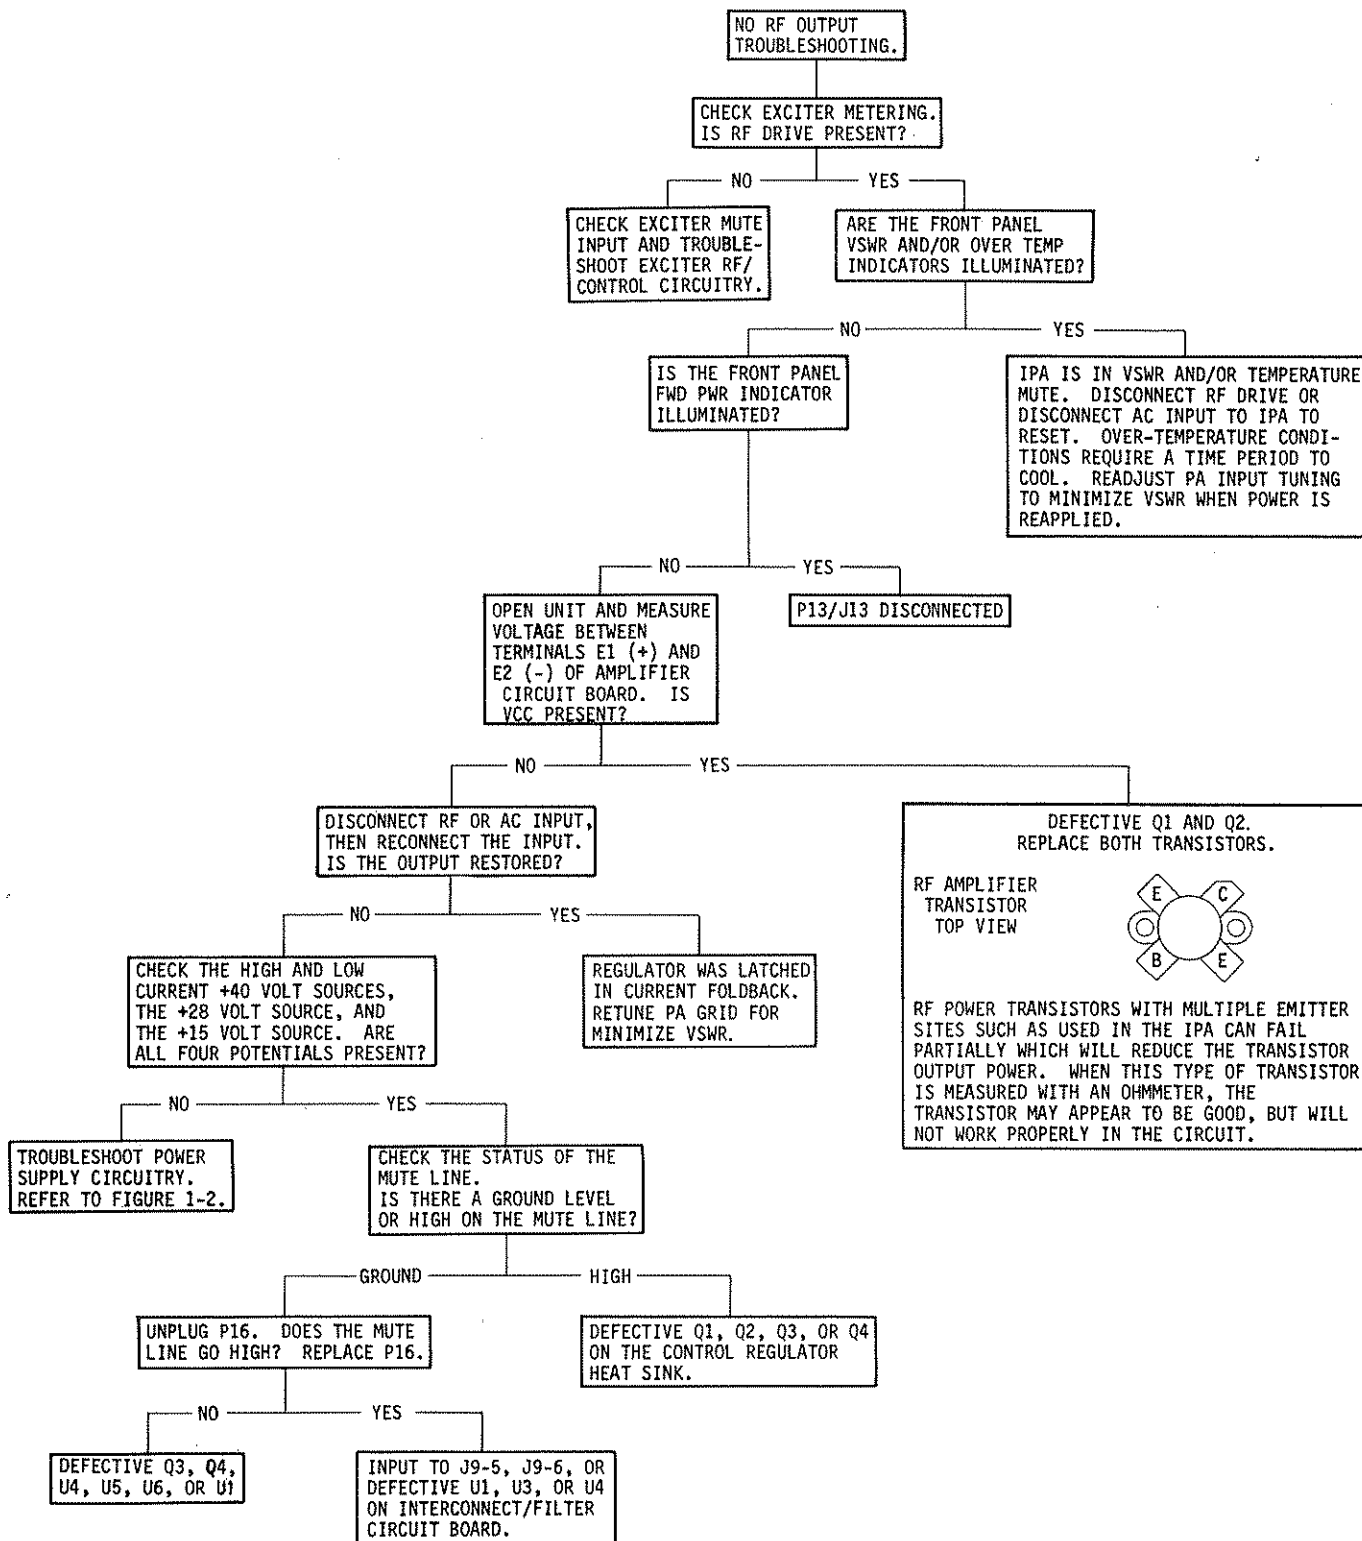 NO RF OUTPUT
TROUBLESHOOTING.
CHECK EXCITER METERING.
IS RF DRIVE PRESENT?
NO
YES
CHECK EXCITER MUTE
INPUT AND TROUBLE-
SHOOT EXCITER RF/
CONTROL CIRCUITRY.
ARE THE FRONT PANEL
VSWR AND/OR OVER TEMP
INDICATORS ILLUMINATED?
NO
YES
IS THE FRONT PANEL
FWD PWR INDICATOR
ILLUMINATED?
IPA IS IN VSWR AND/OR TEMPERATURE
MUTE. DISCONNECT RF DRIVE OR
DISCONNECT AC INPUT TO IPA TO
RESET. OVER-TEMPERATURE CONDI-
TIONS REQUIRE A TIME PERIOD TO
COOL. READJUST PA INPUT TUNING
TO MINIMIZE VSWR WHEN POWER IS
REAPPLIED.
NO
YES
OPEN UNIT AND MEASURE
VOLTAGE BETWEEN
TERMINALS E1 (+) AND
E2 (-) OF AMPLIFIER
CIRCUIT BOARD. IS
VCC PRESENT?
P13/J13 DISCONNECTED
NO
YES
DISCONNECT RF OR AC INPUT,
THEN RECONNECT THE INPUT.
IS THE OUTPUT RESTORED?
DEFECTIVE Q1 AND Q2.
REPLACE BOTH TRANSISTORS.
RF AMPLIFIER
TRANSISTOR
TOP VIEW
E
C
B
E
RF POWER TRANSISTORS WITH MULTIPLE EMITTER
SITES SUCH AS USED IN THE IPA CAN FAIL
PARTIALLY WHICH WILL REDUCE THE TRANSISTOR
OUTPUT POWER. WHEN THIS TYPE OF TRANSISTOR
IS MEASURED WITH AN OHMMETER, THE
TRANSISTOR MAY APPEAR TO BE GOOD, BUT WILL
NOT WORK PROPERLY IN THE CIRCUIT.
NO
YES
CHECK THE HIGH AND LOW
CURRENT +40 VOLT SOURCES,
THE +28 VOLT SOURCE, AND
THE +15 VOLT SOURCE. ARE
ALL FOUR POTENTIALS PRESENT?
REGULATOR WAS LATCHED
IN CURRENT FOLDBACK.
RETUNE PA GRID FOR
MINIMIZE VSWR.
NO
YES
TROUBLESHOOT POWER
SUPPLY CIRCUITRY.
REFER TO FIGURE 1-2.
CHECK THE STATUS OF THE
MUTE LINE.
IS THERE A GROUND LEVEL
OR HIGH ON THE MUTE LINE?
GROUND
HIGH
UNPLUG P16. DOES THE MUTE
LINE GO HIGH? REPLACE P16.
DEFECTIVE Q1, Q2, Q3, OR Q4
ON THE CONTROL REGULATOR
HEAT SINK.
NO
YES
DEFECTIVE Q3, Q4,
U4, U5, U6, OR U1
INPUT TO J9-5, J9-6, OR
DEFECTIVE U1, U3, OR U4
ON INTERCONNECT/FILTER
CIRCUIT BOARD.